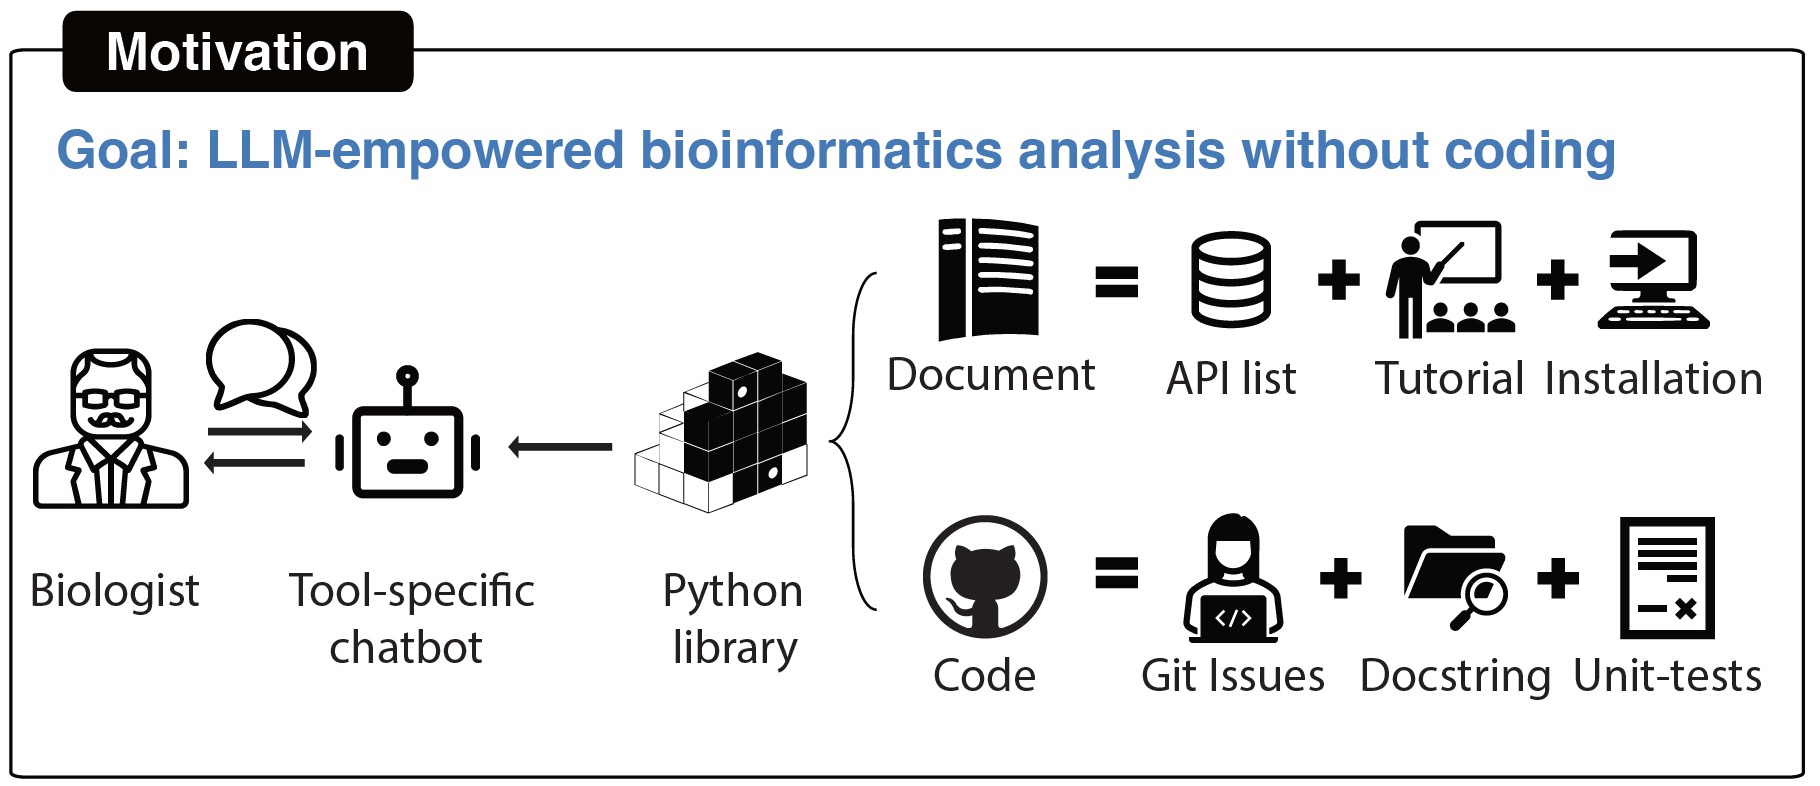 Motivation
Goal: LLM-empowered bioinformatics analysis without coding
Biologist
Tool-specific
chatbot
Python
library
Document
=
API list
+
Tutorial
+
Installation
Code
=
Git Issues
</>
+
Docstring
+
Unit-tests